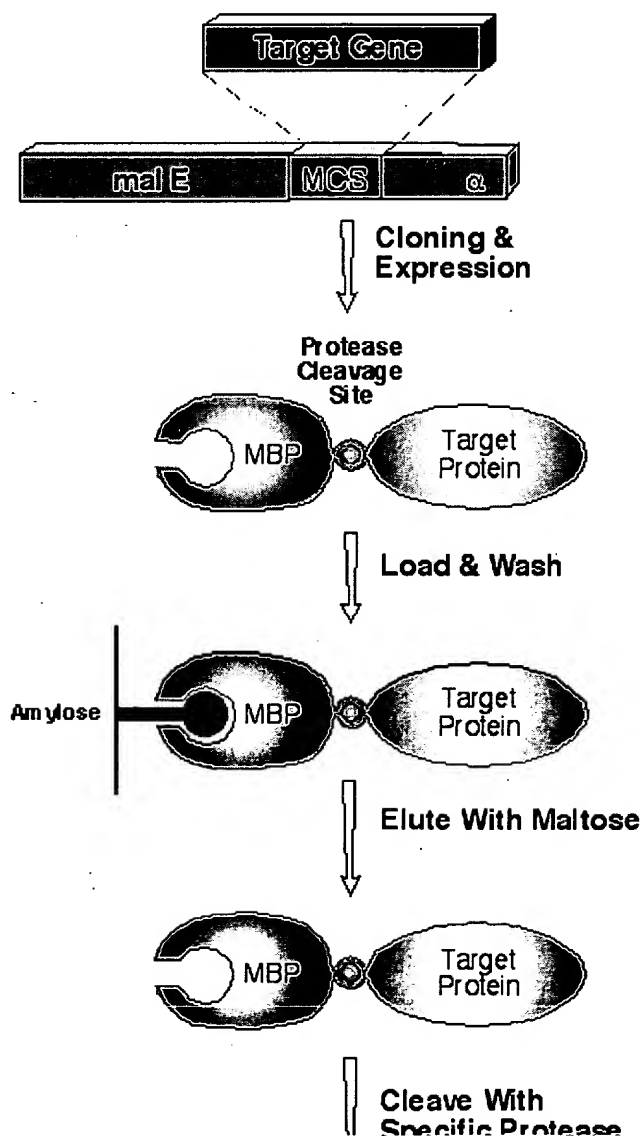 Target Gene
mal E MCS α
Cloning &
Expression
Protease
Cleavage
Site
MBP
Target
Protein
Load & Wash
Amylose
MBP
Target
Protein
Elute With Maltose
MBP
Target
Protein
Cleave With
Specific Protease